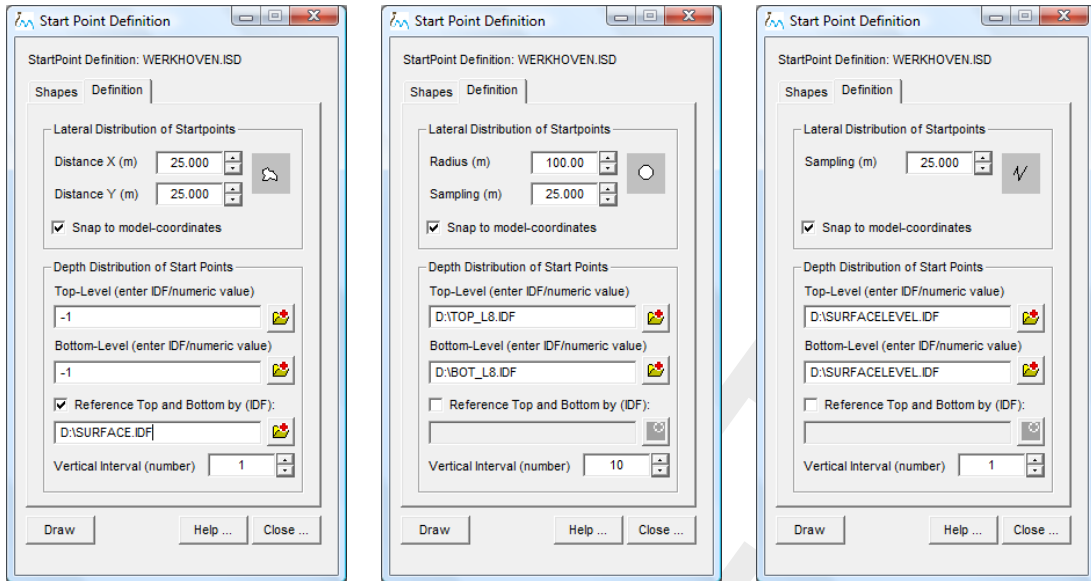 Start Point Definition
StartPoint Definition: WERKHOVEN.ISD
Shapes Definition
Lateral Distribution of Startpoints
Distance X (m) 25.000
Distance Y (m) 25.000
Snap to model-coordinates
Depth Distribution of Start Points
Top-Level (enter IDF/numeric value)
-1
Bottom-Level (enter IDF/numeric value)
-1
Reference Top and Bottom by (IDF):
D:\SURFACE.IDF
Vertical Interval (number) 1
Draw Help ... Close ...
Start Point Definition
StartPoint Definition: WERKHOVEN.ISD
Shapes Definition
Lateral Distribution of Startpoints
Radius (m) 100.00
Sampling (m) 25.000
Snap to model-coordinates
Depth Distribution of Start Points
Top-Level (enter IDF/numeric value)
D:\TOP_L8.IDF
Bottom-Level (enter IDF/numeric value)
D:\BOT_L8.IDF
Reference Top and Bottom by (IDF):
Vertical Interval (number) 10
Draw Help ... Close ...
Start Point Definition
StartPoint Definition: WERKHOVEN.ISD
Shapes Definition
Lateral Distribution of Startpoints
Sampling (m) 25.000
Snap to model-coordinates
Depth Distribution of Start Points
Top-Level (enter IDF/numeric value)
D:\SURFACELEVEL.IDF
Bottom-Level (enter IDF/numeric value)
D:\SURFACELEVEL.IDF
Reference Top and Bottom by (IDF):
Vertical Interval (number) 1
Draw Help ... Close ...